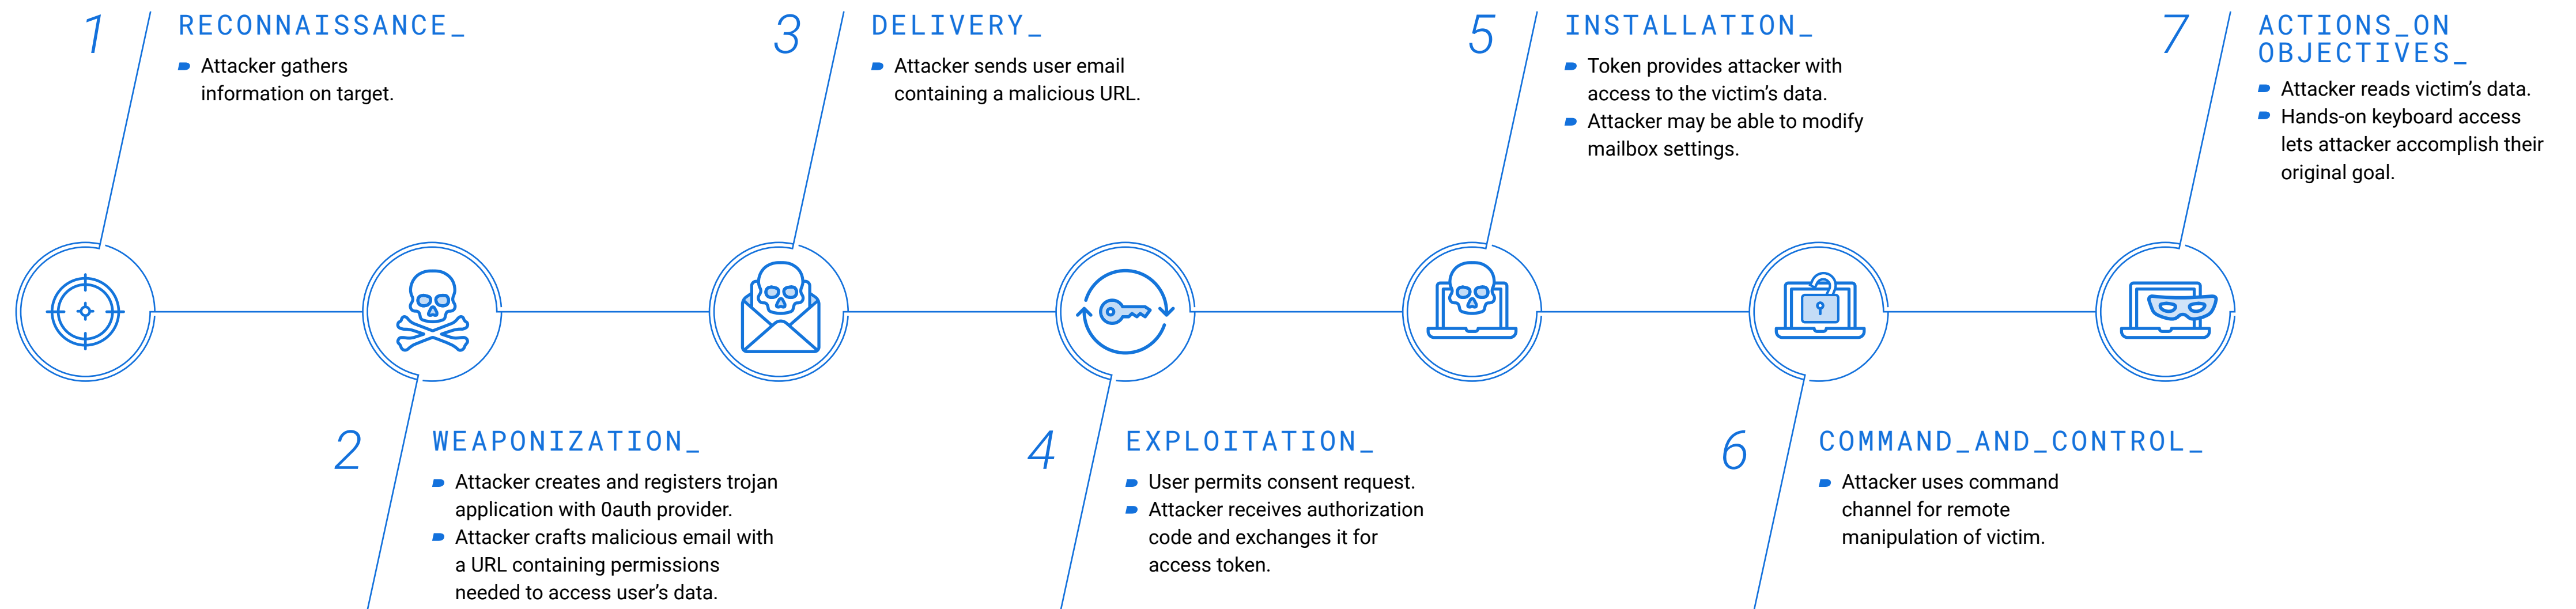 1
RECONNAISSANCE_
Attacker gathers
information on target.
2
WEAPONIZATION_
Attacker creates and registers trojan
application with 0auth provider.
Attacker crafts malicious email with
a URL containing permissions
needed to access user’s data.
3
DELIVERY_
Attacker sends user email
containing a malicious URL.
4
EXPLOITATION_
User permits consent request.
Attacker receives authorization
code and exchanges it for
access token.
5
INSTALLATION_
Token provides attacker with
access to the victim’s data.
Attacker may be able to modify
mailbox settings.
6
COMMAND_AND_CONTROL_
Attacker uses command
channel for remote
manipulation of victim.
7
ACTIONS_ON
OBJECTIVES_
Attacker reads victim’s data.
Hands-on keyboard access
lets attacker accomplish their
original goal.